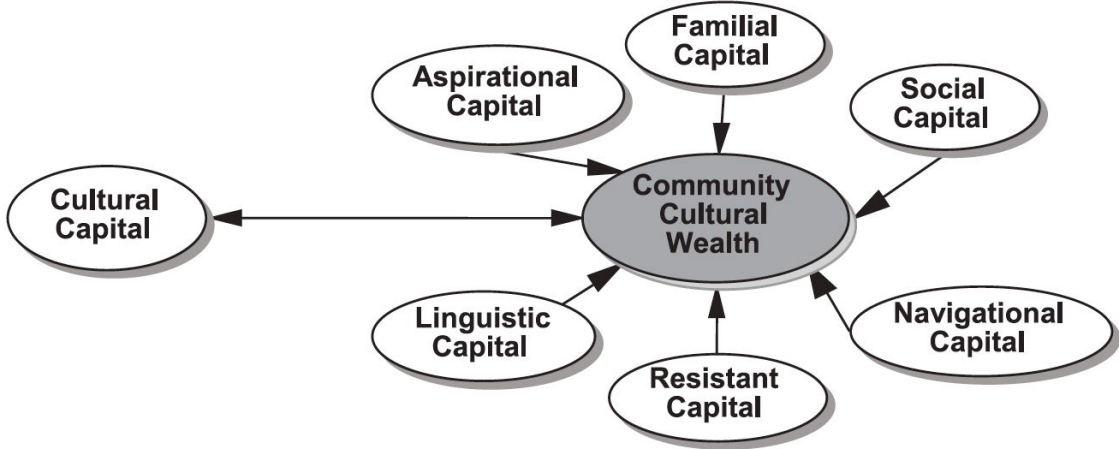 Familial
Capital
Aspirational
Capital
Social
Capital
Cultural
Capital
Community
Cultural
Wealth
Linguistic
Capital
Navigational
Capital
Resistant
Capital